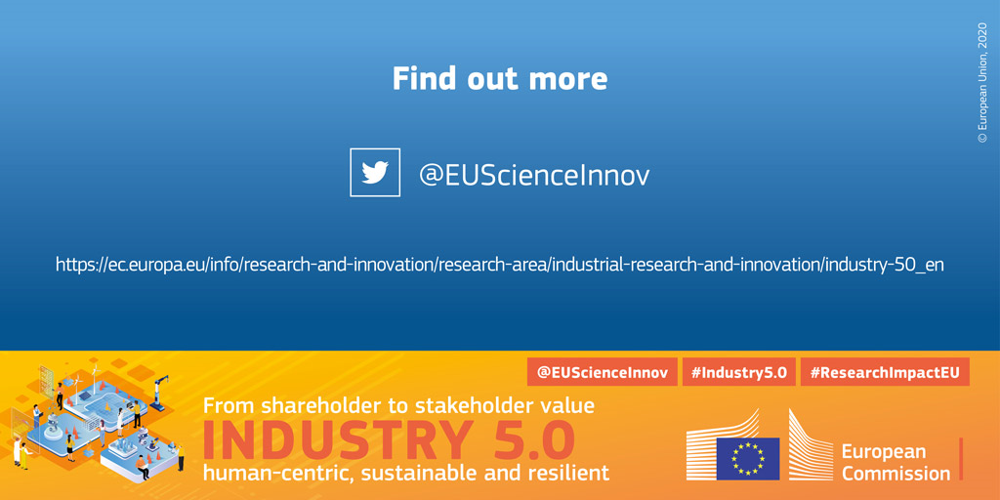 Find out more
@EUScienceInnov
https://ec.europa.eu/info/research-and-innovation/research-area/industrial-research-and-innovation/industry-50_en
© European Union, 2020
@EUScienceInnov
#Industry5.0
#ResearchImpactEU
From shareholder to stakeholder value
INDUSTRY 5.0
human-centric, sustainable and resilient
European
Commission